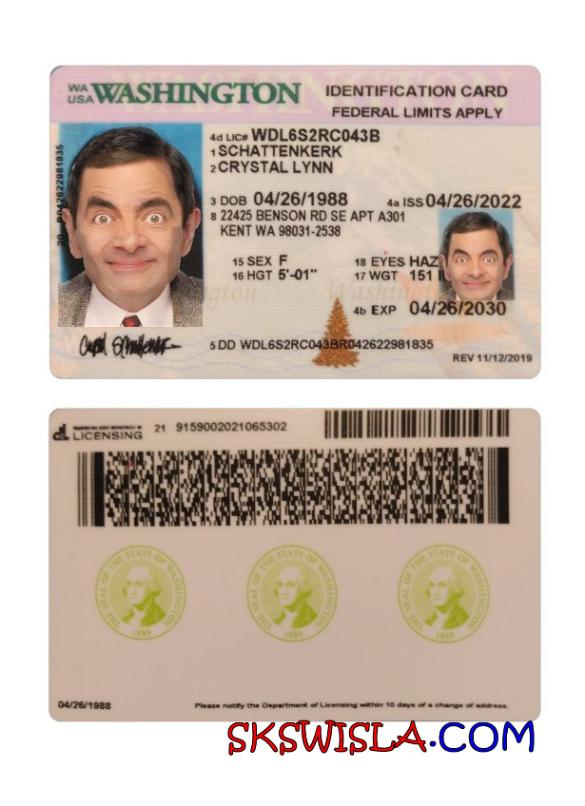 WA
USA WASHINGTON
IDENTIFICATION CARD
FEDERAL LIMITS APPLY
4d LIC# WDL6S2RC043B
1 SCHATTENKERK
2 CRYSTAL LYNN
3 DOB 04/26/1988 4a ISS 04/26/2022
8 22425 BENSON RD SE APT A301
KENT WA 98031-2538
15 SEX F 18 EYES HAZ
16 HGT 5'-01" 17 WGT 151
4b EXP 04/26/2030
5 DD WDL6S2RC043BR042622981835
REV 11/12/2019
LICENSING 21 9159002021065302
THE SEAL OF THE STATE OF WASHINGTON
1889
THE SEAL OF THE STATE OF WASHINGTON
1889
THE SEAL OF THE STATE OF WASHINGTON
1889
04/26/1988 Please notify the Department of Licensing within 10 days of a change of address.
SKSWISLA.COM